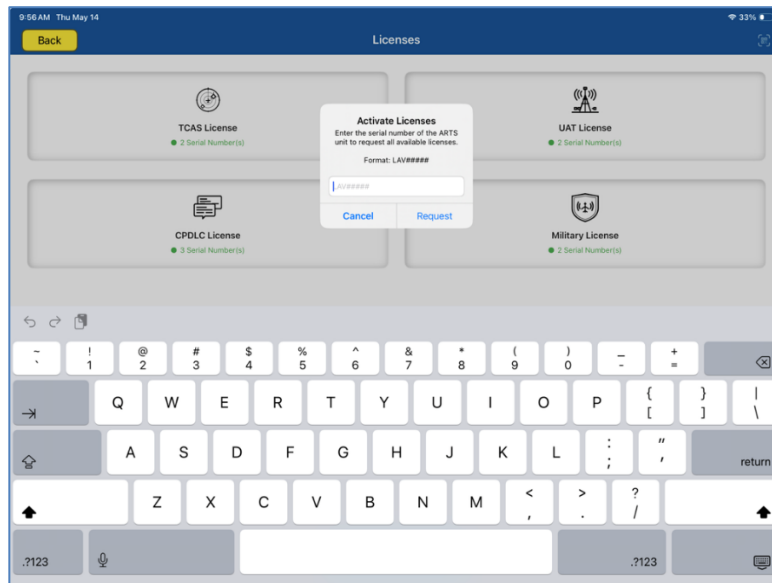 9:56 AM Thu May 14
33%
Back
Licenses
TCAS License
2 Serial Number(s)
UAT License
2 Serial Number(s)
Activate Licenses
Enter the serial number of the ARTS
unit to request all available licenses.
Format: LAV#####
LAV#####
Cancel
Request
CPDLC License
3 Serial Number(s)
Military License
2 Serial Number(s)
~ ! @ # $ % ^ & * ( ) _ +
` 1 2 3 4 5 6 7 8 9 0 - =
Q W E R T Y U I O P { } |
[ ] \
A S D F G H J K L : "
; ' return
Z X C V B N M < > ?
, . /
.?123 .?123